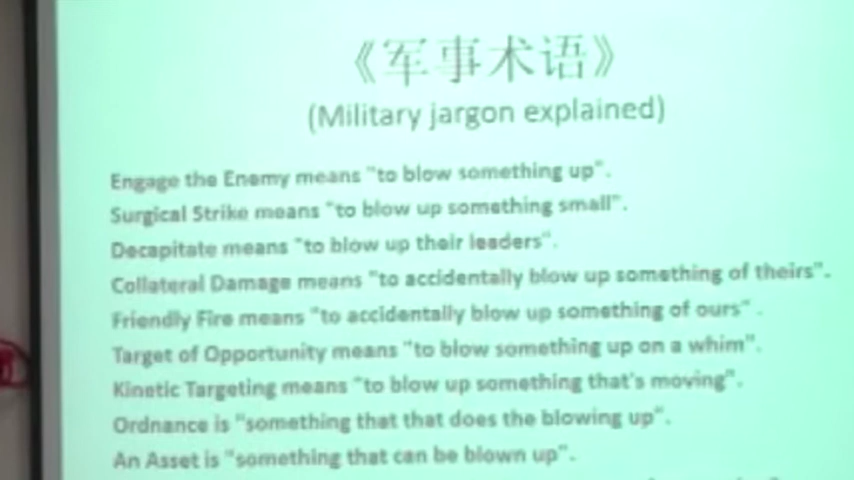 《军事术语》
(Military jargon explained)
Engage the Enemy means "to blow something up".
Surgical Strike means "to blow up something small".
Decapitate means "to blow up their leaders".
Collateral Damage means "to accidentally blow up something of theirs".
Friendly Fire means "to accidentally blow up something of ours" .
Target of Opportunity means "to blow something up on a whim".
Kinetic Targeting means "to blow up something that's moving".
Ordnance is "something that that does the blowing up".
An Asset is "something that can be blown up".